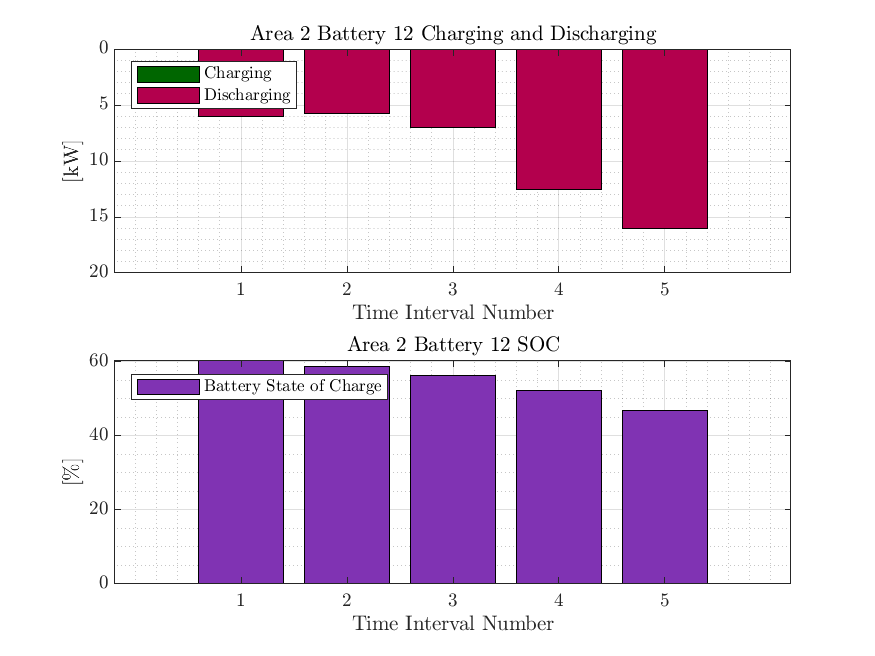 Area 2 Battery 12 Charging and Discharging
0
5
10
15
20
[kW]
Charging
Discharging
1 2 3 4 5
Time Interval Number
Area 2 Battery 12 SOC
60
40
20
0
[%]
Battery State of Charge
1 2 3 4 5
Time Interval Number